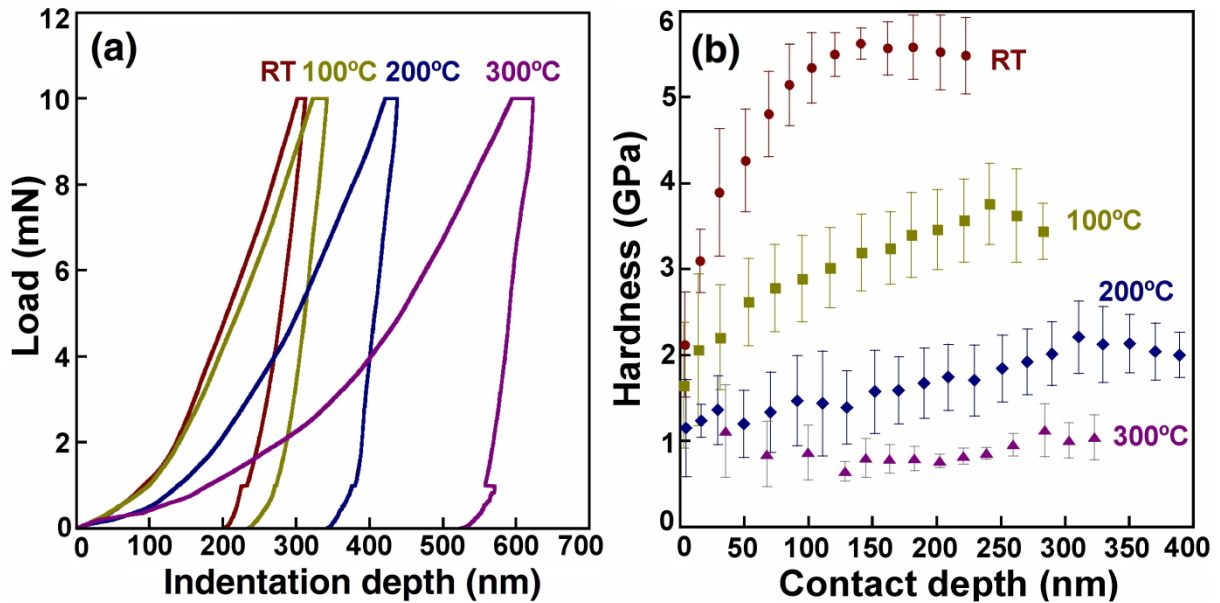 (a)
RT 100ºC 200ºC 300ºC
Load (mN)
12
10
8
6
4
2
0
0 100 200 300 400 500 600 700
Indentation depth (nm)
(b)
RT
100ºC
200ºC
300ºC
Hardness (GPa)
6
5
4
3
2
1
0
0 50 100 150 200 250 300 350 400
Contact depth (nm)